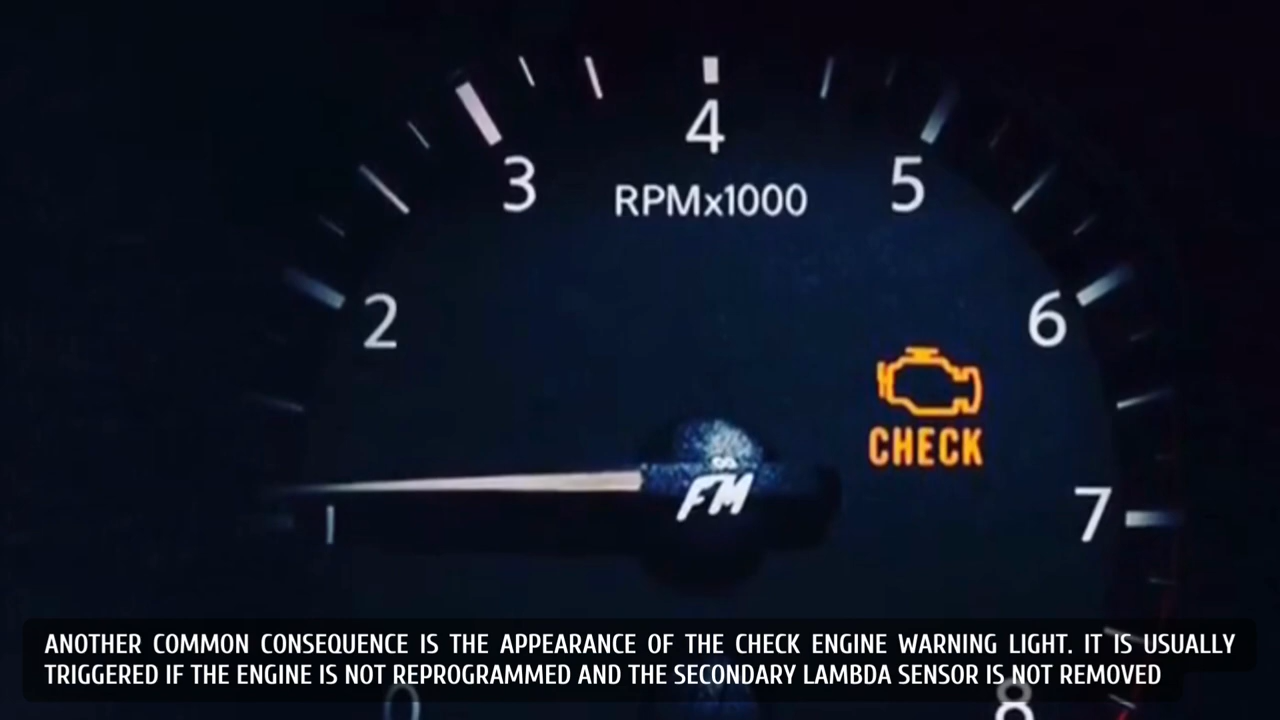 4
3
5
RPMx1000
2
6
CHECK
FM
1
7
ANOTHER COMMON CONSEQUENCE IS THE APPEARANCE OF THE CHECK ENGINE WARNING LIGHT. IT IS USUALLY
TRIGGERED IF THE ENGINE IS NOT REPROGRAMMED AND THE SECONDARY LAMBDA SENSOR IS NOT REMOVED
0
8